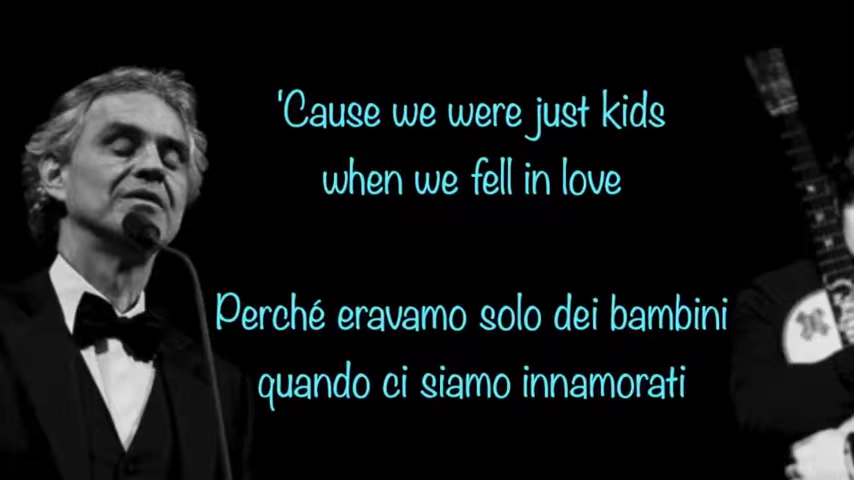 'Cause we were just kids
when we fell in love
Perché eravamo solo dei bambini
quando ci siamo innamorati